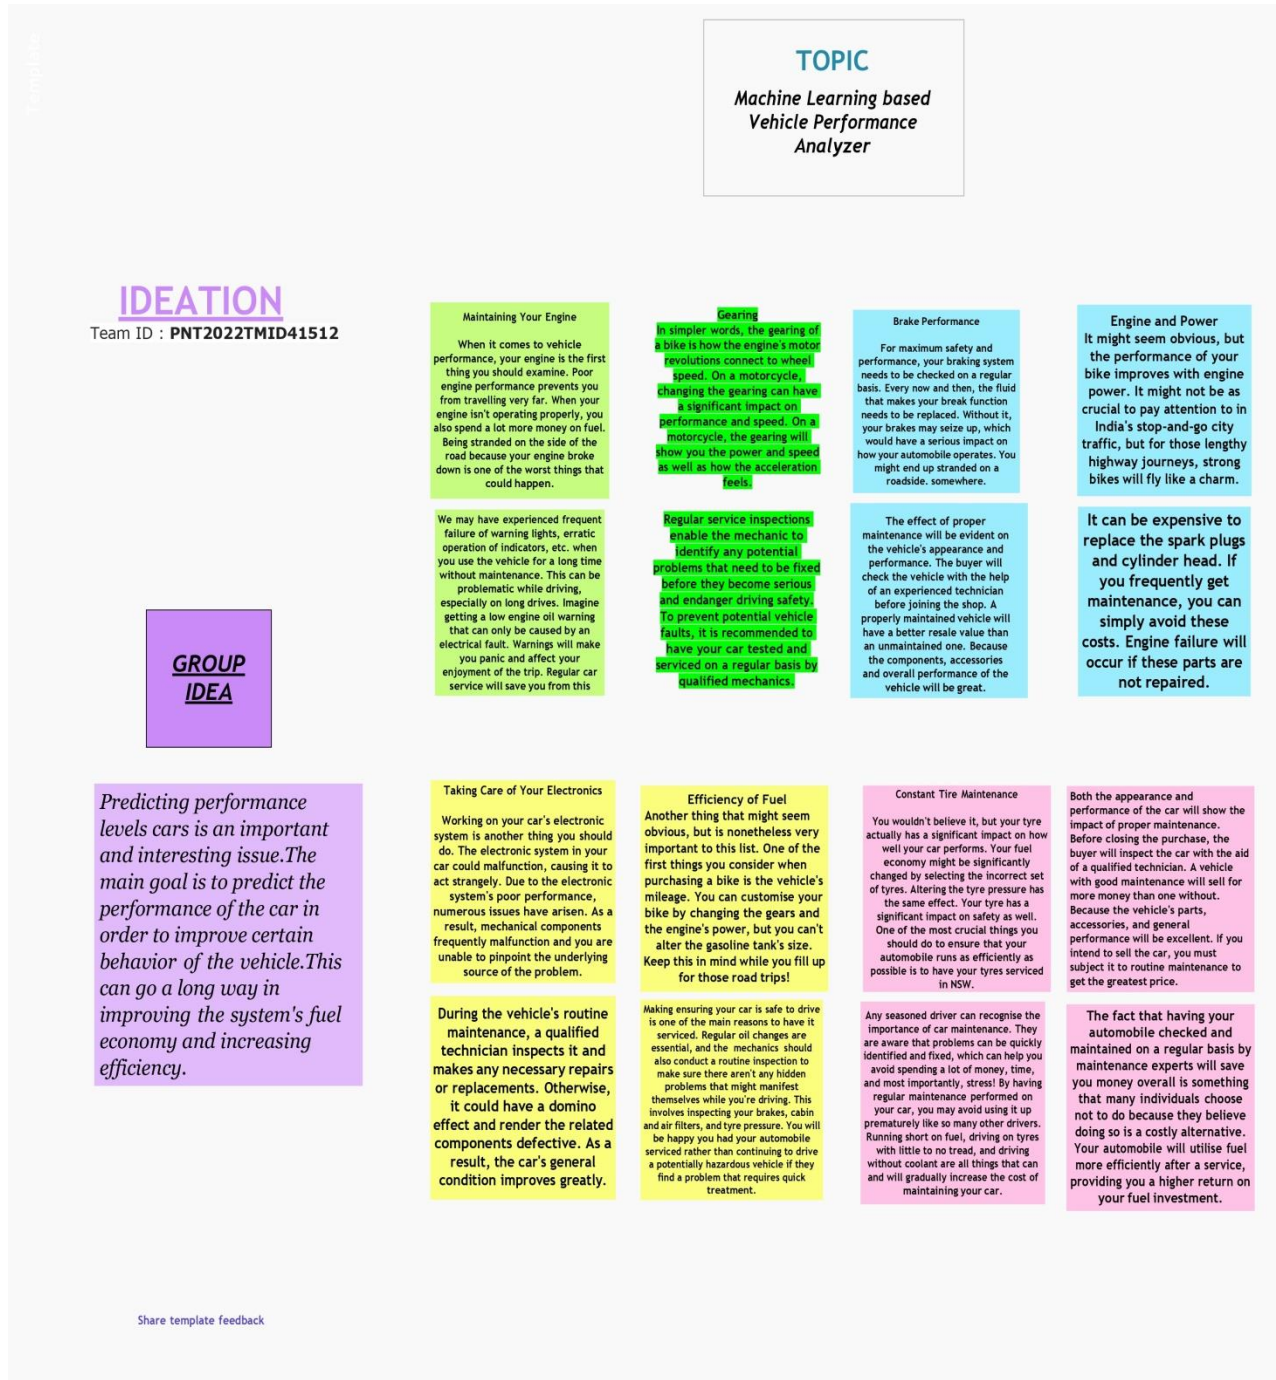 Template
TOPIC
Machine Learning based
Vehicle Performance
Analyzer
IDEATION
Team ID : PNT2022TMID41512
Maintaining Your Engine
When it comes to vehicle
performance, your engine is the first
thing you should examine. Poor
engine performance prevents you
from travelling very far. When your
engine isn't operating properly, you
also spend a lot more money on fuel.
Being stranded on the side of the
road because your engine broke
down is one of the worst things that
could happen.
Gearing
In simpler words, the gearing of
a bike is how the engine's motor
revolutions connect to wheel
speed. On a motorcycle,
changing the gearing can have
a significant impact on
performance and speed. On a
motorcycle, the gearing will
show you the power and speed
as well as how the acceleration
feels.
Brake Performance
For maximum safety and
performance, your braking system
needs to be checked on a regular
basis. Every now and then, the fluid
that makes your break function
needs to be replaced. Without it,
your brakes may seize up, which
would have a serious impact on
how your automobile operates. You
might end up stranded on a
roadside. somewhere.
Engine and Power
It might seem obvious, but
the performance of your
bike improves with engine
power. It might not be as
crucial to pay attention to in
India's stop-and-go city
traffic, but for those lengthy
highway journeys, strong
bikes will fly like a charm.
We may have experienced frequent
failure of warning lights, erratic
operation of indicators, etc. when
you use the vehicle for a long time
without maintenance. This can be
problematic while driving,
especially on long drives. Imagine
getting a low engine oil warning
that can only be caused by an
electrical fault. Warnings will make
you panic and affect your
enjoyment of the trip. Regular car
service will save you from this
Regular service inspections
enable the mechanic to
identify any potential
problems that need to be fixed
before they become serious
and endanger driving safety.
To prevent potential vehicle
faults, it is recommended to
have your car tested and
serviced on a regular basis by
qualified mechanics.
The effect of proper
maintenance will be evident on
the vehicle's appearance and
performance. The buyer will
check the vehicle with the help
of an experienced technician
before joining the shop. A
properly maintained vehicle will
have a better resale value than
an unmaintained one. Because
the components, accessories
and overall performance of the
vehicle will be great.
It can be expensive to
replace the spark plugs
and cylinder head. If
you frequently get
maintenance, you can
simply avoid these
costs. Engine failure will
occur if these parts are
not repaired.
GROUP
IDEA
Predicting performance
levels cars is an important
and interesting issue.The
main goal is to predict the
performance of the car in
order to improve certain
behavior of the vehicle.This
can go a long way in
improving the system's fuel
economy and increasing
efficiency.
Taking Care of Your Electronics
Working on your car's electronic
system is another thing you should
do. The electronic system in your
car could malfunction, causing it to
act strangely. Due to the electronic
system's poor performance,
numerous issues have arisen. As a
result, mechanical components
frequently malfunction and you are
unable to pinpoint the underlying
source of the problem.
Efficiency of Fuel
Another thing that might seem
obvious, but is nonetheless very
important to this list. One of the
first things you consider when
purchasing a bike is the vehicle's
mileage. You can customise your
bike by changing the gears and
the engine's power, but you can't
alter the gasoline tank's size.
Keep this in mind while you fill up
for those road trips!
Constant Tire Maintenance
You wouldn't believe it, but your tyre
actually has a significant impact on how
well your car performs. Your fuel
economy might be significantly
changed by selecting the incorrect set
of tyres. Altering the tyre pressure has
the same effect. Your tyre has a
significant impact on safety as well.
One of the most crucial things you
should do to ensure that your
automobile runs as efficiently as
possible is to have your tyres serviced
in NSW.
Both the appearance and
performance of the car will show the
impact of proper maintenance.
Before closing the purchase, the
buyer will inspect the car with the aid
of a qualified technician. A vehicle
with good maintenance will sell for
more money than one without.
Because the vehicle's parts,
accessories, and general
performance will be excellent. If you
intend to sell the car, you must
subject it to routine maintenance to
get the greatest price.
During the vehicle's routine
maintenance, a qualified
technician inspects it and
makes any necessary repairs
or replacements. Otherwise,
it could have a domino
effect and render the related
components defective. As a
result, the car's general
condition improves greatly.
Making ensuring your car is safe to drive
is one of the main reasons to have it
serviced. Regular oil changes are
essential, and the mechanics should
also conduct a routine inspection to
make sure there aren't any hidden
problems that might manifest
themselves while you're driving. This
involves inspecting your brakes, cabin
and air filters, and tyre pressure. You will
be happy you had your automobile
serviced rather than continuing to drive
a potentially hazardous vehicle if they
find a problem that requires quick
treatment.
Any seasoned driver can recognise the
importance of car maintenance. They
are aware that problems can be quickly
identified and fixed, which can help you
avoid spending a lot of money, time,
and most importantly, stress! By having
regular maintenance performed on
your car, you may avoid using it up
prematurely like so many other drivers.
Running short on fuel, driving on tyres
with little to no tread, and driving
without coolant are all things that can
and will gradually increase the cost of
maintaining your car.
The fact that having your
automobile checked and
maintained on a regular basis by
maintenance experts will save
you money overall is something
that many individuals choose
not to do because they believe
doing so is a costly alternative.
Your automobile will utilise fuel
more efficiently after a service,
providing you a higher return on
your fuel investment.
Share template feedback